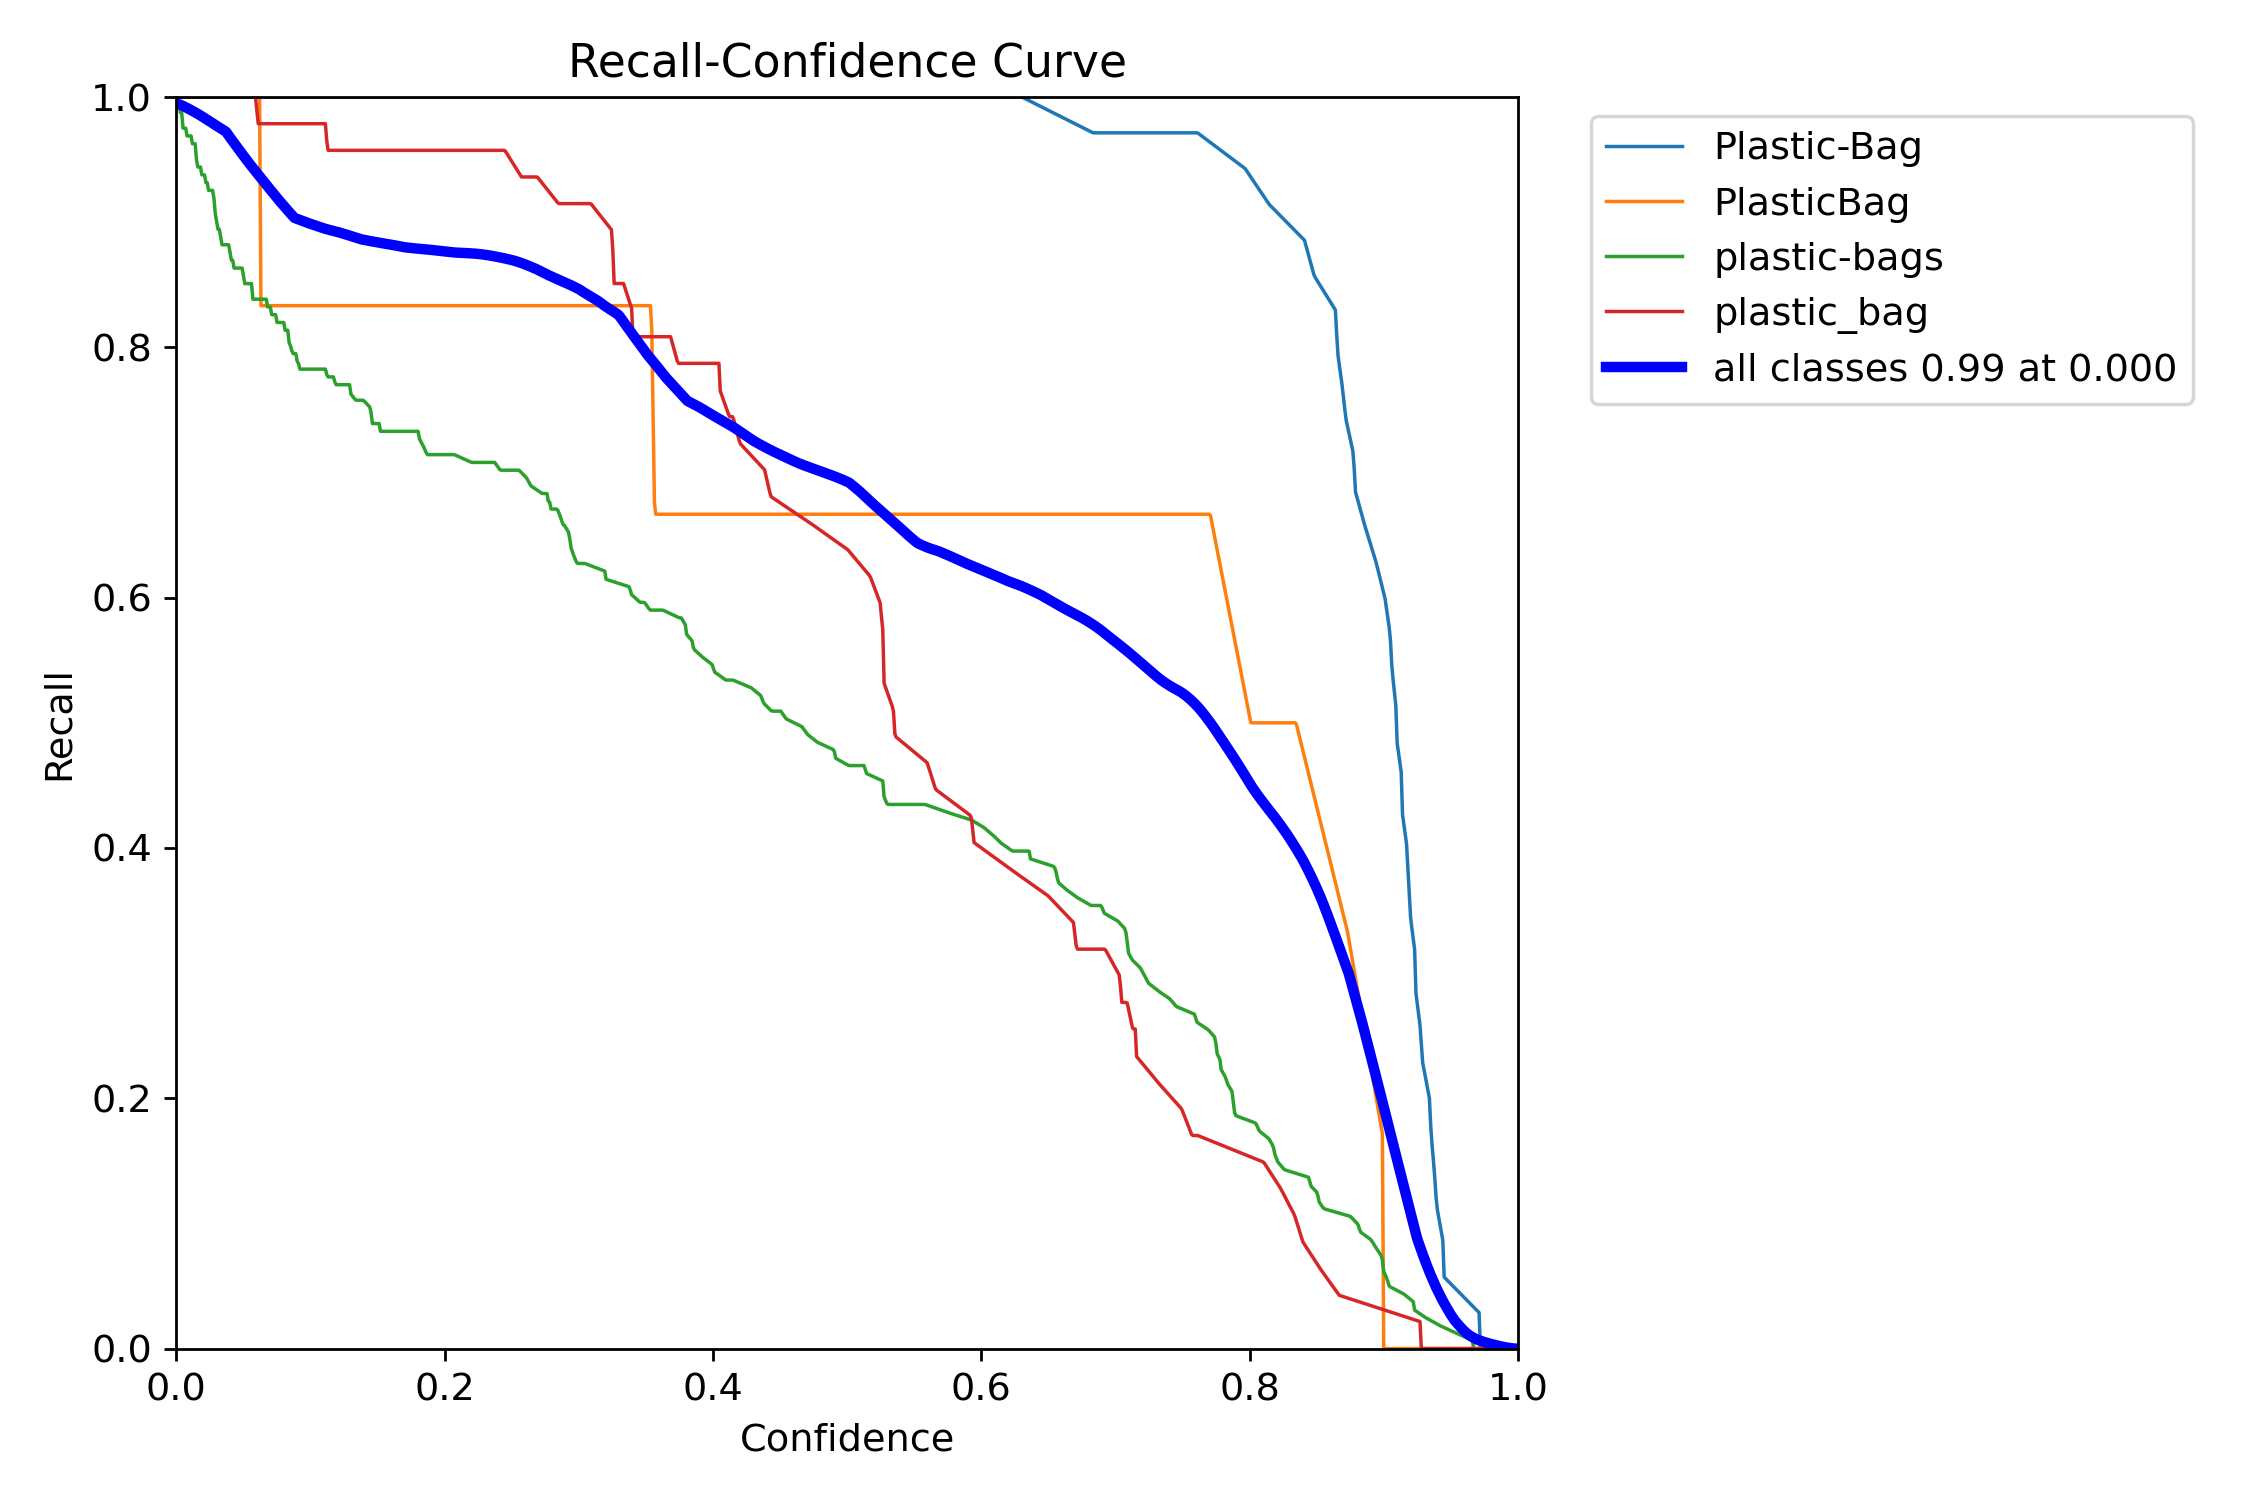 Recall-Confidence Curve
1.0
0.8
0.6
0.4
0.2
0.0
Recall
0.0 0.2 0.4 0.6 0.8 1.0
Confidence
Plastic-Bag
PlasticBag
plastic-bags
plastic_bag
all classes 0.99 at 0.000